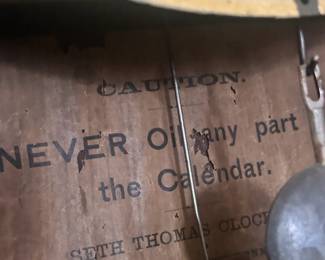 CAUTION.
NEVER Oil any part
the Calendar.
SETH THOMAS CLOCK